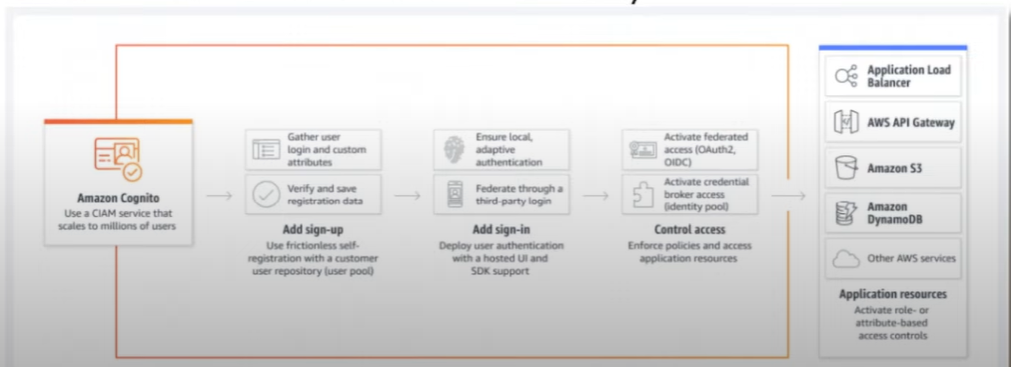 Amazon Cognito
Use a CIAM service that
scales to millions of users
Gather user
login and custom
attributes
Verify and save
registration data
Add sign-up
Use frictionless self-
registration with a customer
user repository (user pool)
Ensure local,
adaptive
authentication
Federate through a
third-party login
Add sign-in
Deploy user authentication
with a hosted UI and
SDK support
Activate federated
access (OAuth2,
OIDC)
Activate credential
broker access
(identity pool)
Control access
Enforce policies and access
application resources
Application Load
Balancer
AWS API Gateway
Amazon S3
Amazon
DynamoDB
Other AWS services
Application resources
Activate role- or
attribute-based
access controls